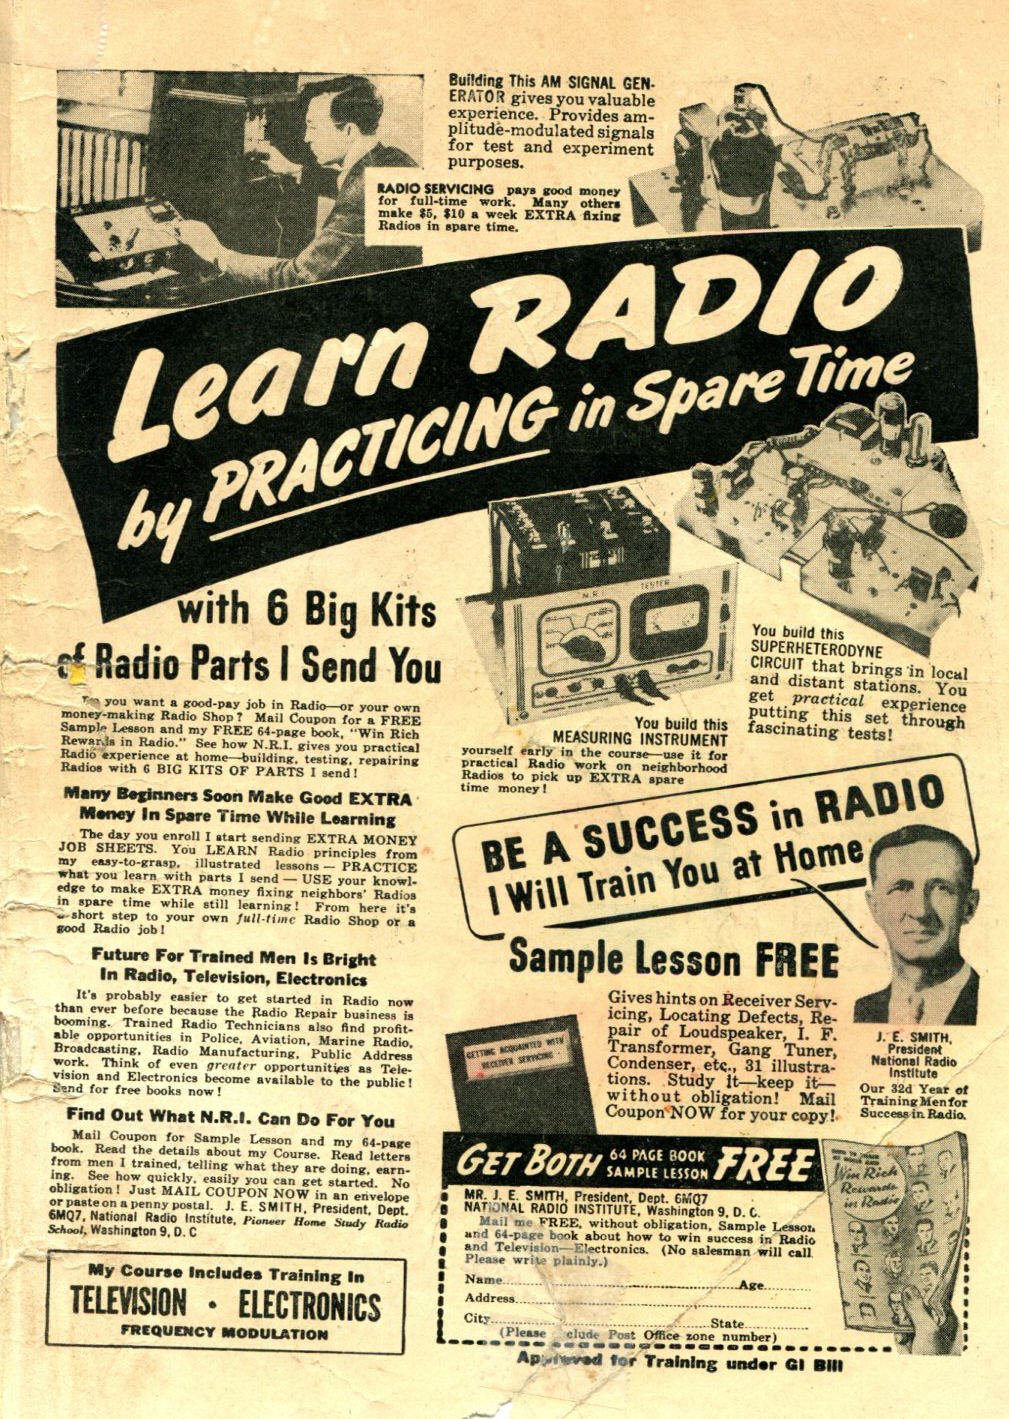 Building This AM SIGNAL GEN-
ERATOR gives you valuable
experience. Provides am-
plitude-modulated signals
for test and experiment
purposes.
RADIO SERVICING pays good money
for full-time work. Many others
make $5, $10 a week EXTRA fixing
Radios in spare time.
Learn RADIO
by PRACTICING in Spare Time
with 6 Big Kits
of Radio Parts I Send You
you want a good-pay job in Radio—or your own
money-making Radio Shop? Mail Coupon for a FREE
Sample Lesson and my FREE 64-page book, "Win Rich
Rewards in Radio." See how N.R.I. gives you practical
Radio experience at home—building, testing, repairing
Radios with 6 BIG KITS OF PARTS I send!
Many Beginners Soon Make Good EXTRA
Money In Spare Time While Learning
The day you enroll I start sending EXTRA MONEY
JOB SHEETS. You LEARN Radio principles from
my easy-to-grasp, illustrated lessons — PRACTICE
what you learn with parts I send — USE your knowl-
edge to make EXTRA money fixing neighbors' Radios
in spare time while still learning! From here it's
a short step to your own full-time Radio Shop or a
good Radio job!
Future For Trained Men Is Bright
In Radio, Television, Electronics
It's probably easier to get started in Radio now
than ever before because the Radio Repair business is
booming. Trained Radio Technicians also find profit-
able opportunities in Police, Aviation, Marine Radio,
Broadcasting, Radio Manufacturing, Public Address
work. Think of even greater opportunities as Tele-
vision and Electronics become available to the public!
Send for free books now!
Find Out What N.R.I. Can Do For You
Mail Coupon for Sample Lesson and my 64-page
book. Read the details about my Course. Read letters
from men I trained, telling what they are doing, earn-
ing. See how quickly, easily you can get started. No
obligation! Just MAIL COUPON NOW in an envelope
or paste on a penny postal. J. E. SMITH, President, Dept.
6MQ7, National Radio Institute, Pioneer Home Study Radio
School, Washington 9, D. C
My Course Includes Training In
TELEVISION • ELECTRONICS
FREQUENCY MODULATION
N.R.I. TESTER
You build this
MEASURING INSTRUMENT
yourself early in the course—use it for
practical Radio work on neighborhood
Radios to pick up EXTRA spare
time money!
You build this
SUPERHETERODYNE
CIRCUIT that brings in local
and distant stations. You
get practical experience
putting this set through
fascinating tests!
BE A SUCCESS in RADIO
I Will Train You at Home
Sample Lesson FREE
GETTING ACQUAINTED WITH
RECEIVER SERVICING
Gives hints on Receiver Serv-
icing, Locating Defects, Re-
pair of Loudspeaker, I. F.
Transformer, Gang Tuner,
Condenser, etc., 31 illustra-
tions. Study it—keep it—
without obligation! Mail
Coupon NOW for your copy!
J. E. SMITH,
President
National Radio
Institute
Our 32d Year of
Training Men for
Success in Radio.
GET BOTH 64 PAGE BOOK
SAMPLE LESSON FREE
MR. J. E. SMITH, President, Dept. 6MQ7
NATIONAL RADIO INSTITUTE, Washington 9, D. C.
Mail me FREE, without obligation, Sample Lesson
and 64-page book about how to win success in Radio
and Television—Electronics. (No salesman will call.
Please write plainly.)
Name Age
Address
City State
(Please clude Post Office zone number)
Approved for Training under GI Bill
Win Rich
Rewards
in Radio
RADIO